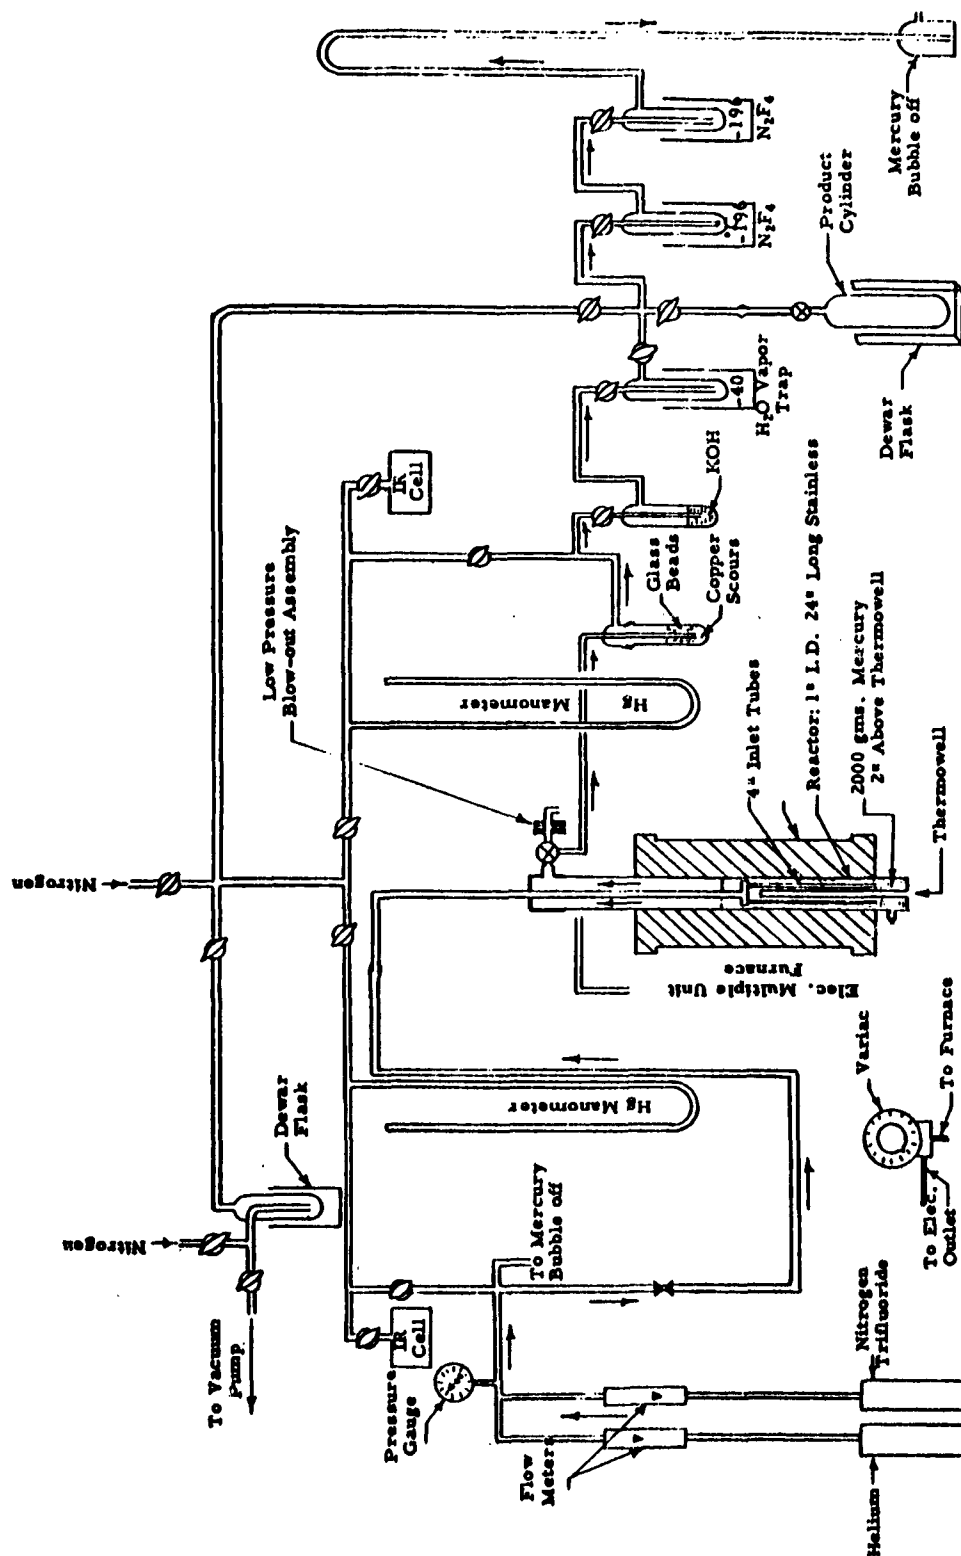 Mercury
Bubble off
-196
N₂F₄
-196
N₂F₄
Product
Cylinder
Dewar
Flask
-40
H₂O Vapor
Trap
IR
Cell
KOH
Glass
Beads
Copper
Scours
Low Pressure
Blow-out Assembly
Hg
Manometer
4" Inlet Tubes
Reactor: 1" I.D. 24" Long Stainless
2000 gms. Mercury
2" Above Thermowell
Thermowell
Nitrogen
Elec. Multiple Unit
Furnace
Variac
To Furnace
To Elec.
Outlet
Hg Manometer
Dewar
Flask
Nitrogen
To Vacuum
Pump
To Mercury
Bubble off
IR
Cell
Pressure
Gauge
Flow
Meters
Nitrogen
Trifluoride
Helium